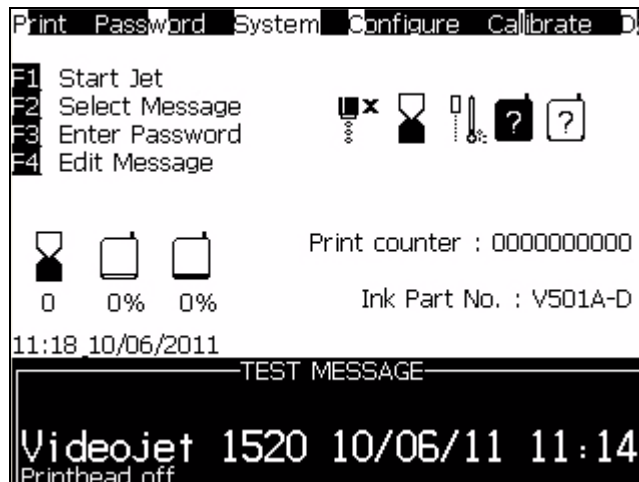 Print Password System Configure Calibrate
F1 Start Jet
F2 Select Message
F3 Enter Password
F4 Edit Message
? ?
0 0% 0%
Print counter : 0000000000
Ink Part No. : V501A-D
11:18 10/06/2011
TEST MESSAGE
Videojet 1520 10/06/11 11:14
Printhead off